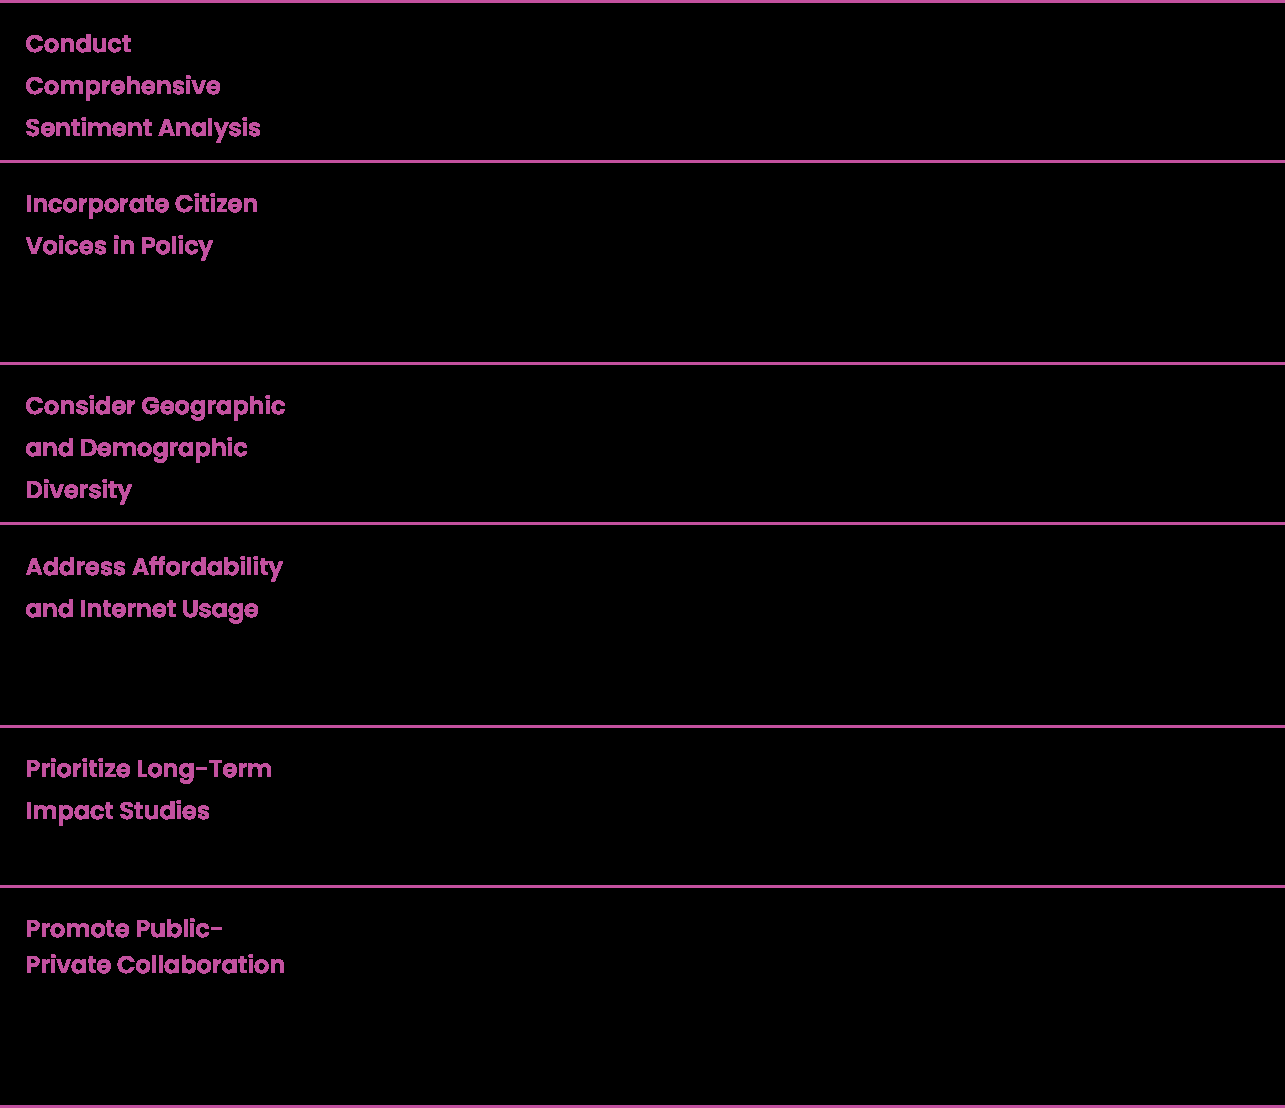 Conduct
Comprehensive
Sentiment Analysis
Incorporate Citizen
Voices in Policy
Consider Geographic
and Demographic
Diversity
Address Affordability
and Internet Usage
Prioritize Long-Term
Impact Studies
Promote Public-
Private Collaboration